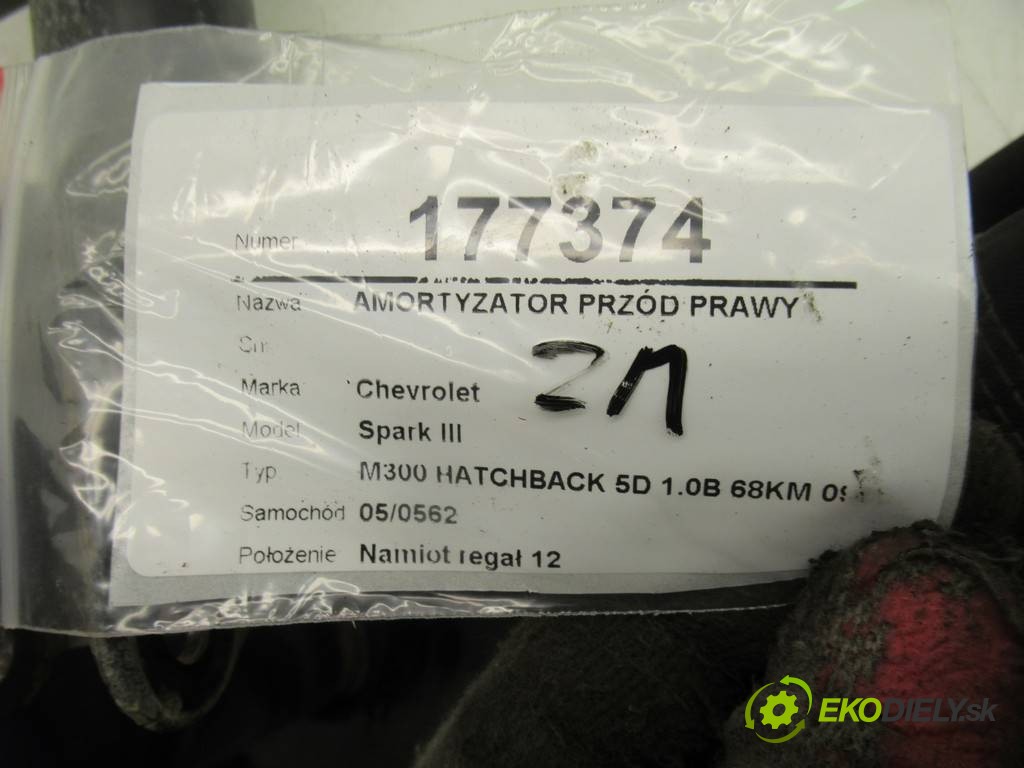 Numer 177374
Nazwa AMORTYZATOR PRZÓD PRAWY
Marka Chevrolet
Model Spark III
Typ M300 HATCHBACK 5D 1.0B 68KM 09
Samochód 05/0562
Położenie Namiot regał 12
EKODIELY.sk